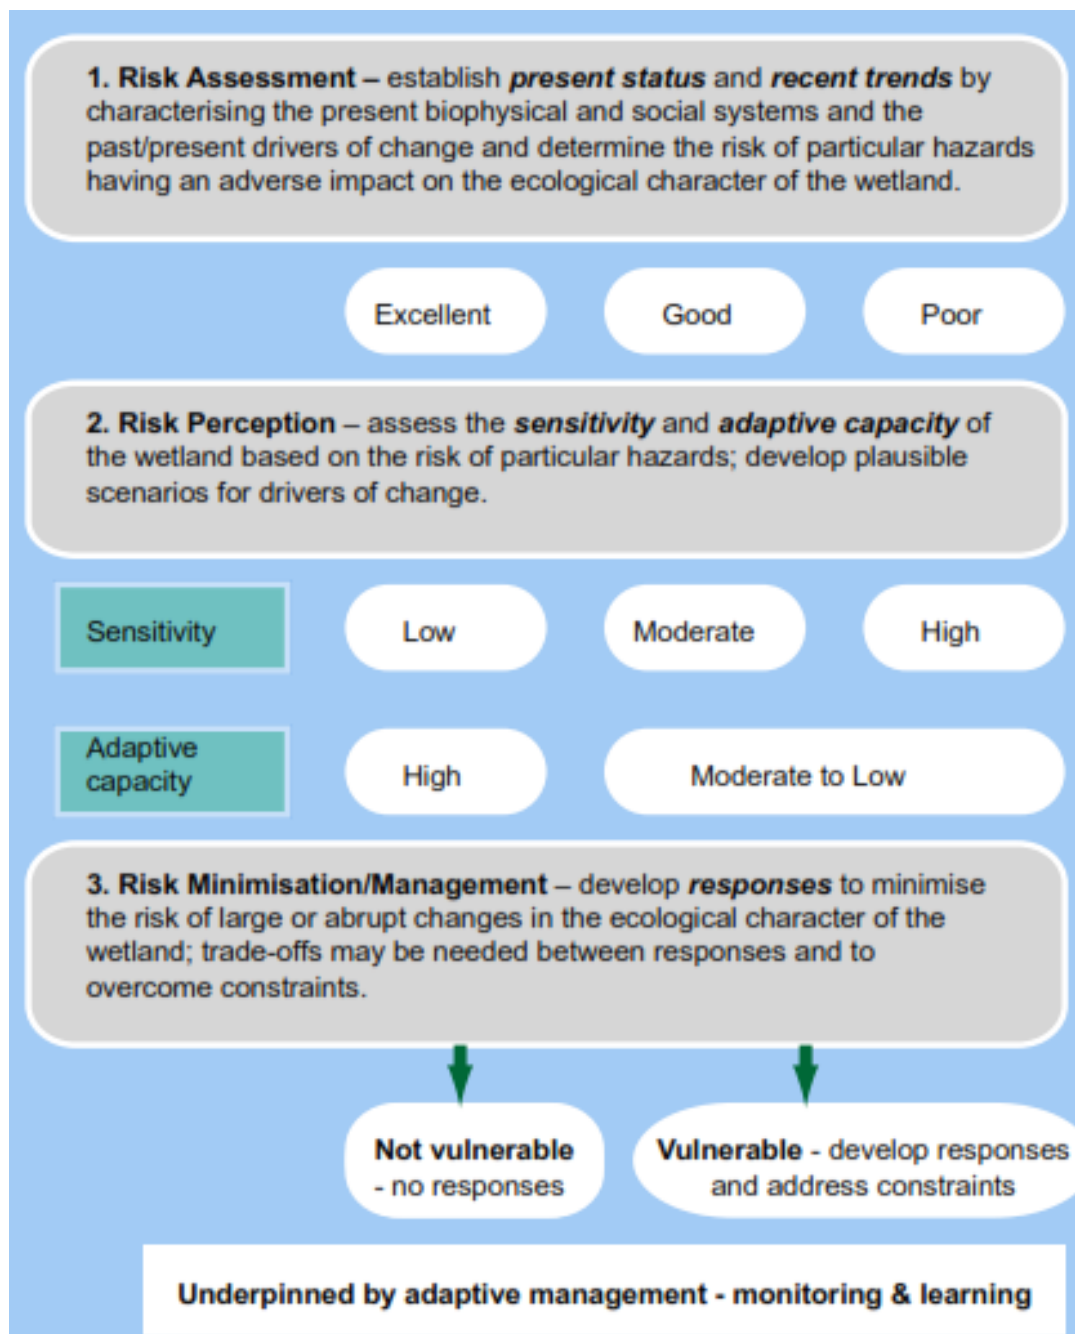 1. Risk Assessment – establish present status and recent trends by
characterising the present biophysical and social systems and the
past/present drivers of change and determine the risk of particular hazards
having an adverse impact on the ecological character of the wetland.
Excellent
Good
Poor
2. Risk Perception – assess the sensitivity and adaptive capacity of
the wetland based on the risk of particular hazards; develop plausible
scenarios for drivers of change.
Sensitivity
Low
Moderate
High
Adaptive
capacity
High
Moderate to Low
3. Risk Minimisation/Management – develop responses to minimise
the risk of large or abrupt changes in the ecological character of the
wetland; trade-offs may be needed between responses and to
overcome constraints.
Not vulnerable
- no responses
Vulnerable - develop responses
and address constraints
Underpinned by adaptive management - monitoring & learning